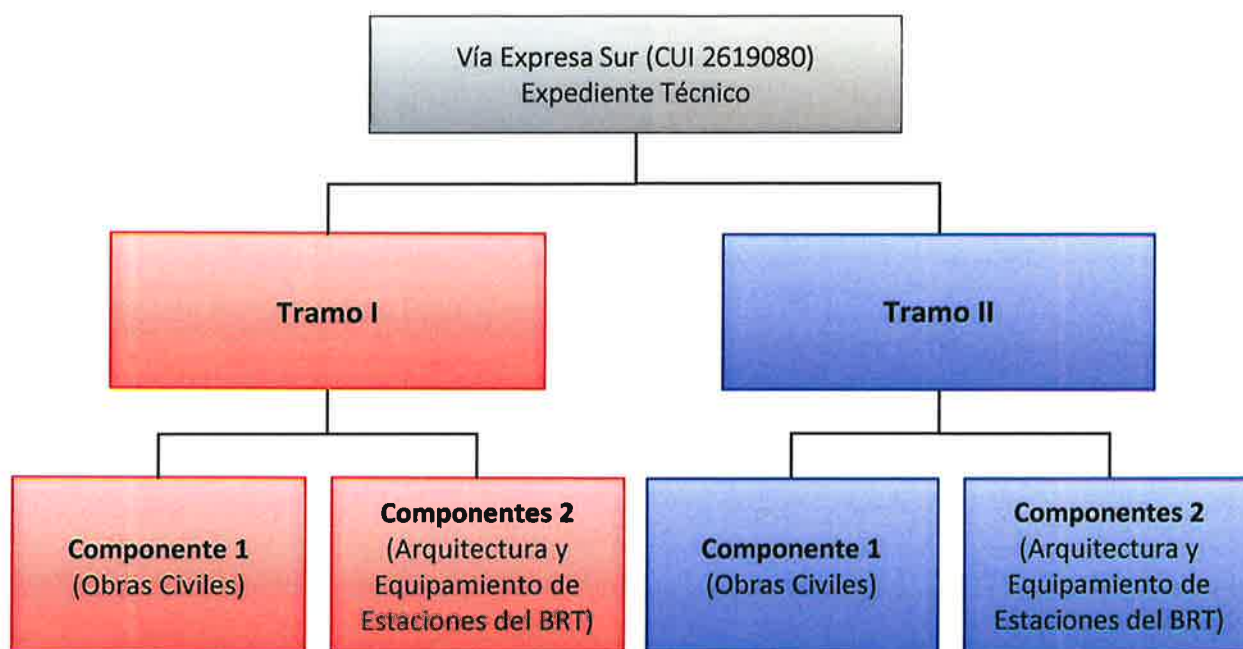 Vía Expresa Sur (CUI 2619080)
Expediente Técnico
Tramo I
Tramo II
Componente 1
(Obras Civiles)
Componentes 2
(Arquitectura y
Equipamiento de
Estaciones del BRT)
Componente 1
(Obras Civiles)
Componentes 2
(Arquitectura y
Equipamiento de
Estaciones del BRT)